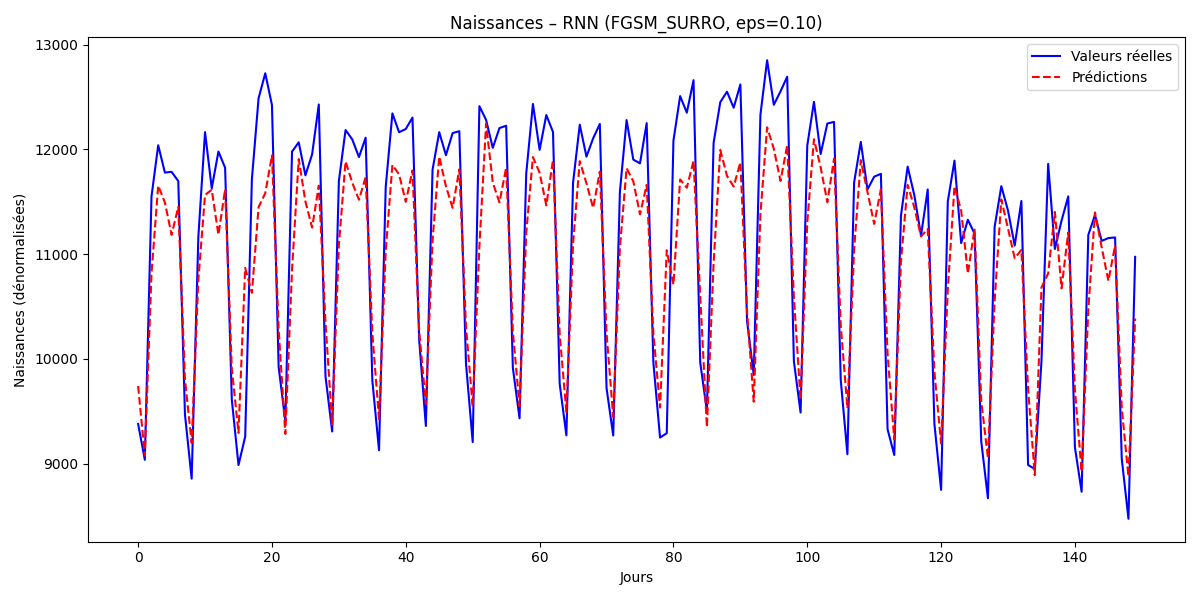 Naissances – RNN (FGSM_SURRO, eps=0.10)
Valeurs réelles
Prédictions
Naissances (dénormalisées)
13000
12000
11000
10000
9000
0 20 40 60 80 100 120 140
Jours